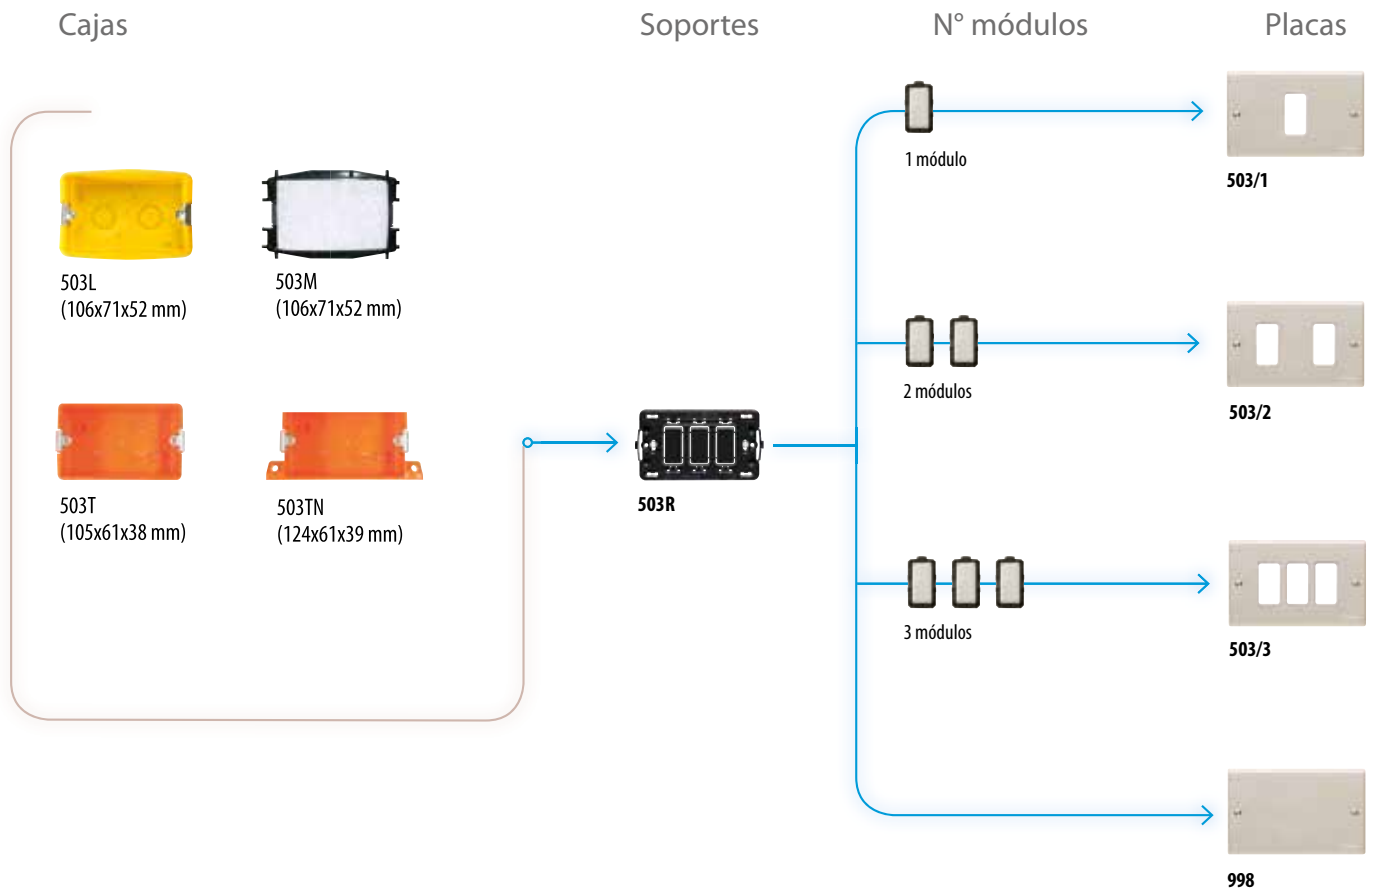 Cajas
Soportes
N° módulos
Placas
1 módulo
503/1
503L
(106x71x52 mm)
503M
(106x71x52 mm)
2 módulos
503/2
503T
(105x61x38 mm)
503TN
(124x61x39 mm)
503R
3 módulos
503/3
998